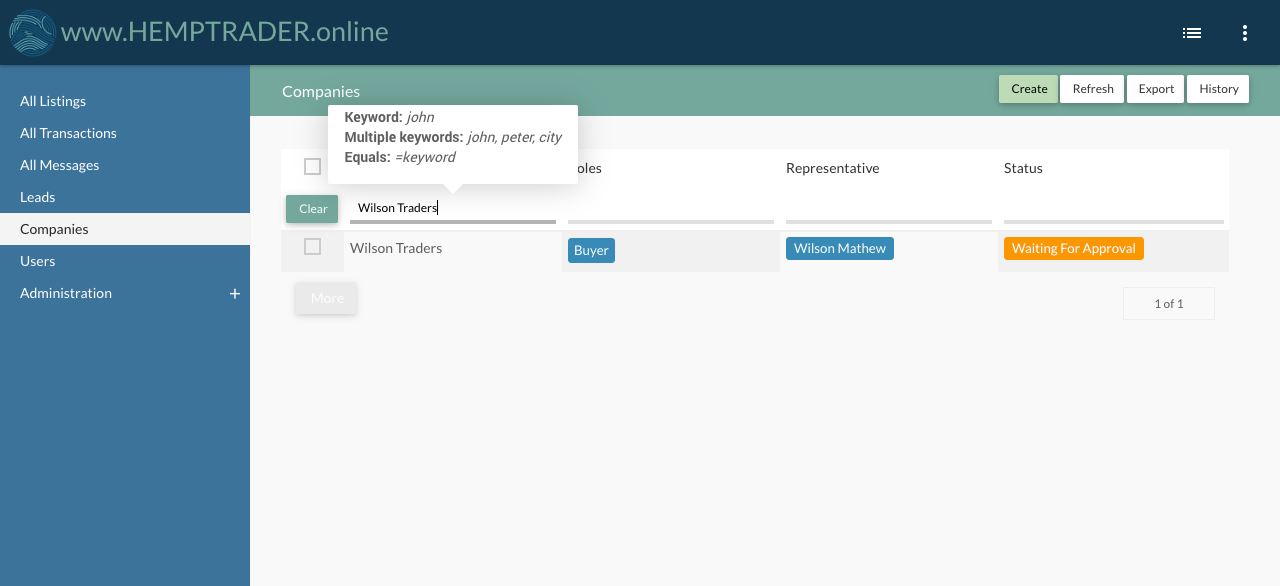 www.HEMPTRADER.online
All Listings
All Transactions
All Messages
Leads
Companies
Users
Administration
Companies
Create Refresh Export History
Keyword: john
Multiple keywords: john, peter, city
Equals: =keyword
oles Representative Status
Clear Wilson Traders
Wilson Traders Buyer Wilson Mathew Waiting For Approval
More 1 of 1